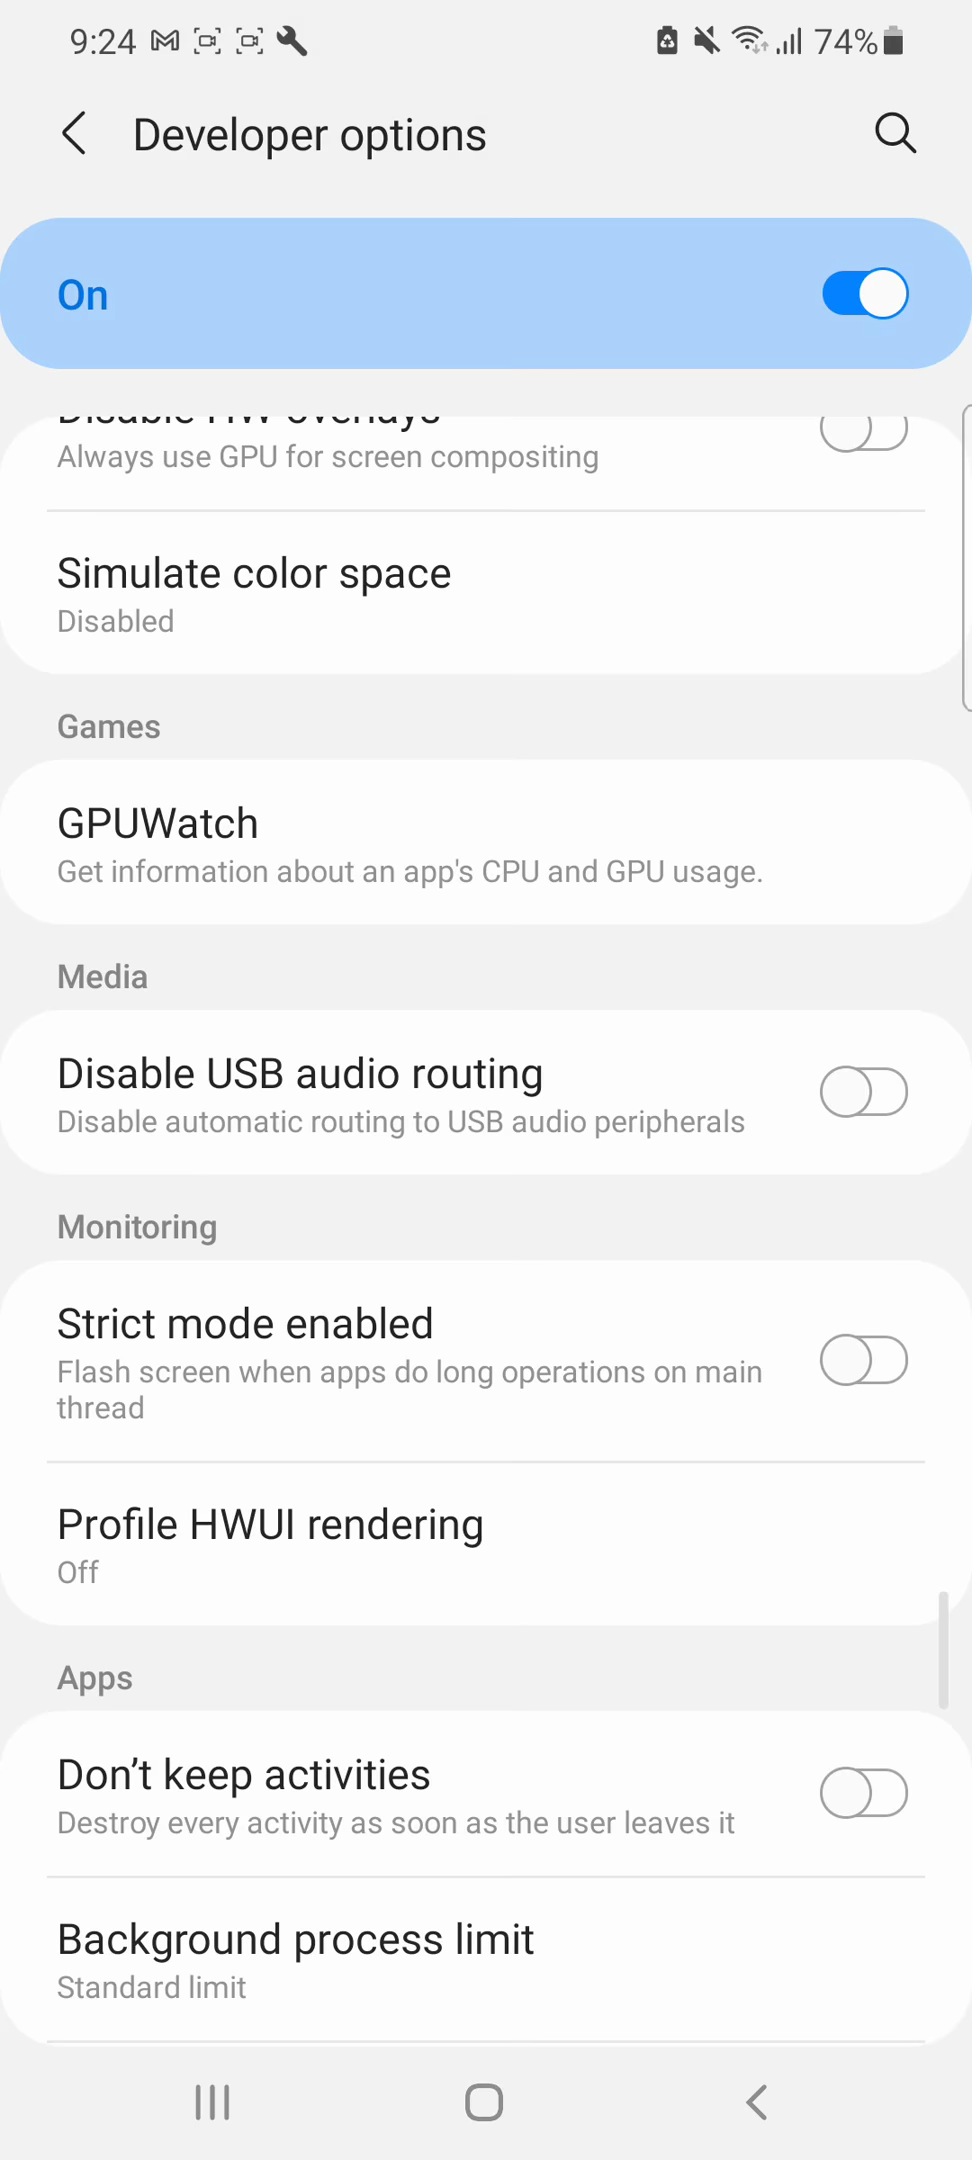 9:24 74%
Developer options
On
Disable HW overlays
Always use GPU for screen compositing
Simulate color space
Disabled
Games
GPUWatch
Get information about an app's CPU and GPU usage.
Media
Disable USB audio routing
Disable automatic routing to USB audio peripherals
Monitoring
Strict mode enabled
Flash screen when apps do long operations on main
thread
Profile HWUI rendering
Off
Apps
Don’t keep activities
Destroy every activity as soon as the user leaves it
Background process limit
Standard limit